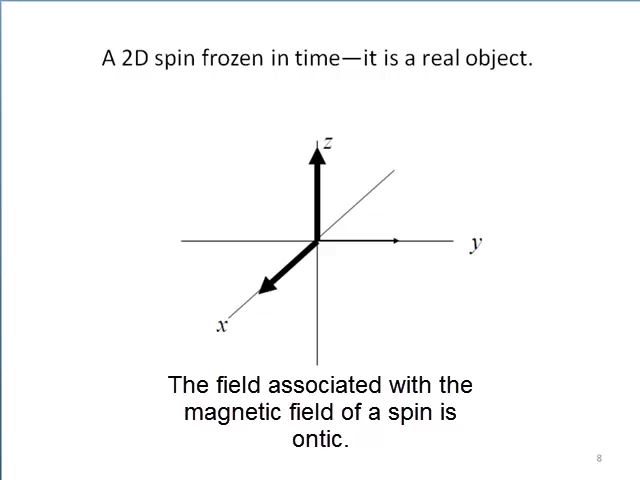 A 2D spin frozen in time—it is a real object.
z
y
x
The field associated with the
magnetic field of a spin is
ontic.
8